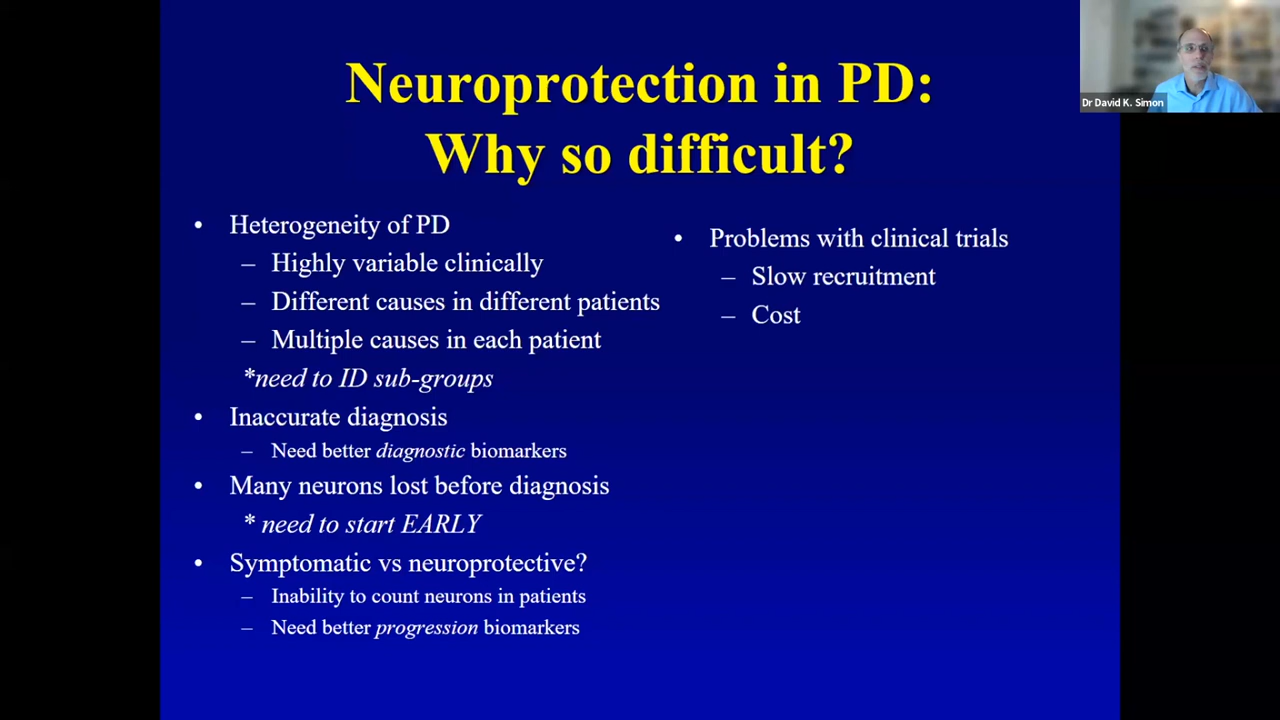 Neuroprotection in PD:
Why so difficult?
• Heterogeneity of PD
– Highly variable clinically
– Different causes in different patients
– Multiple causes in each patient
*need to ID sub-groups
• Inaccurate diagnosis
– Need better diagnostic biomarkers
• Many neurons lost before diagnosis
* need to start EARLY
• Symptomatic vs neuroprotective?
– Inability to count neurons in patients
– Need better progression biomarkers
• Problems with clinical trials
– Slow recruitment
– Cost
Dr David K. Simon